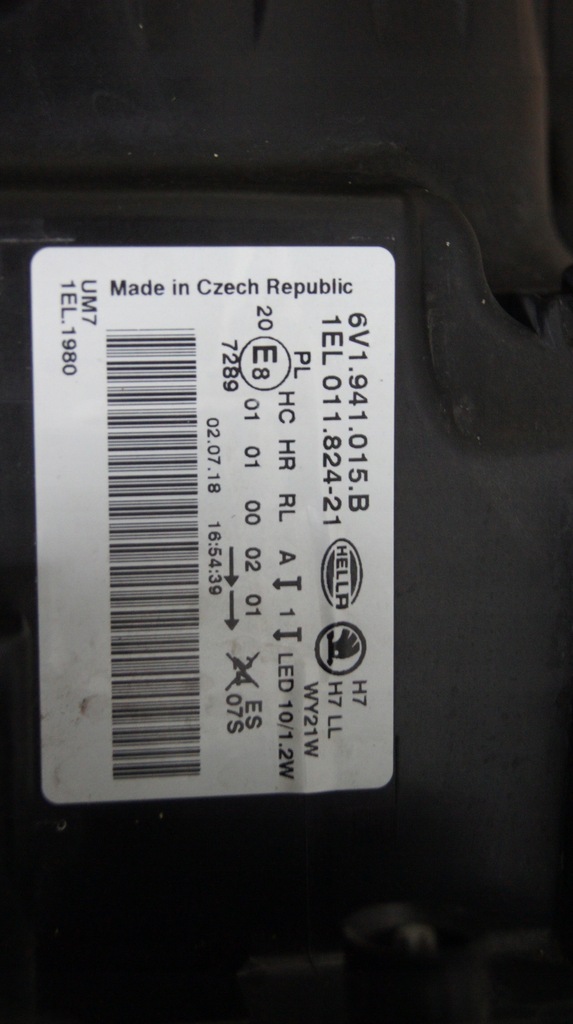 6V1.941.015.B
1EL 011.824-21
HELLA
H7
H7 LL
WY21W
PL
HC HR RL A 1 LED 10/1.2W
20 E8 01 01 00 02 01 ES
7289
07S
02.07.18 16:54:39
Made in Czech Republic
UM7
1EL.1980